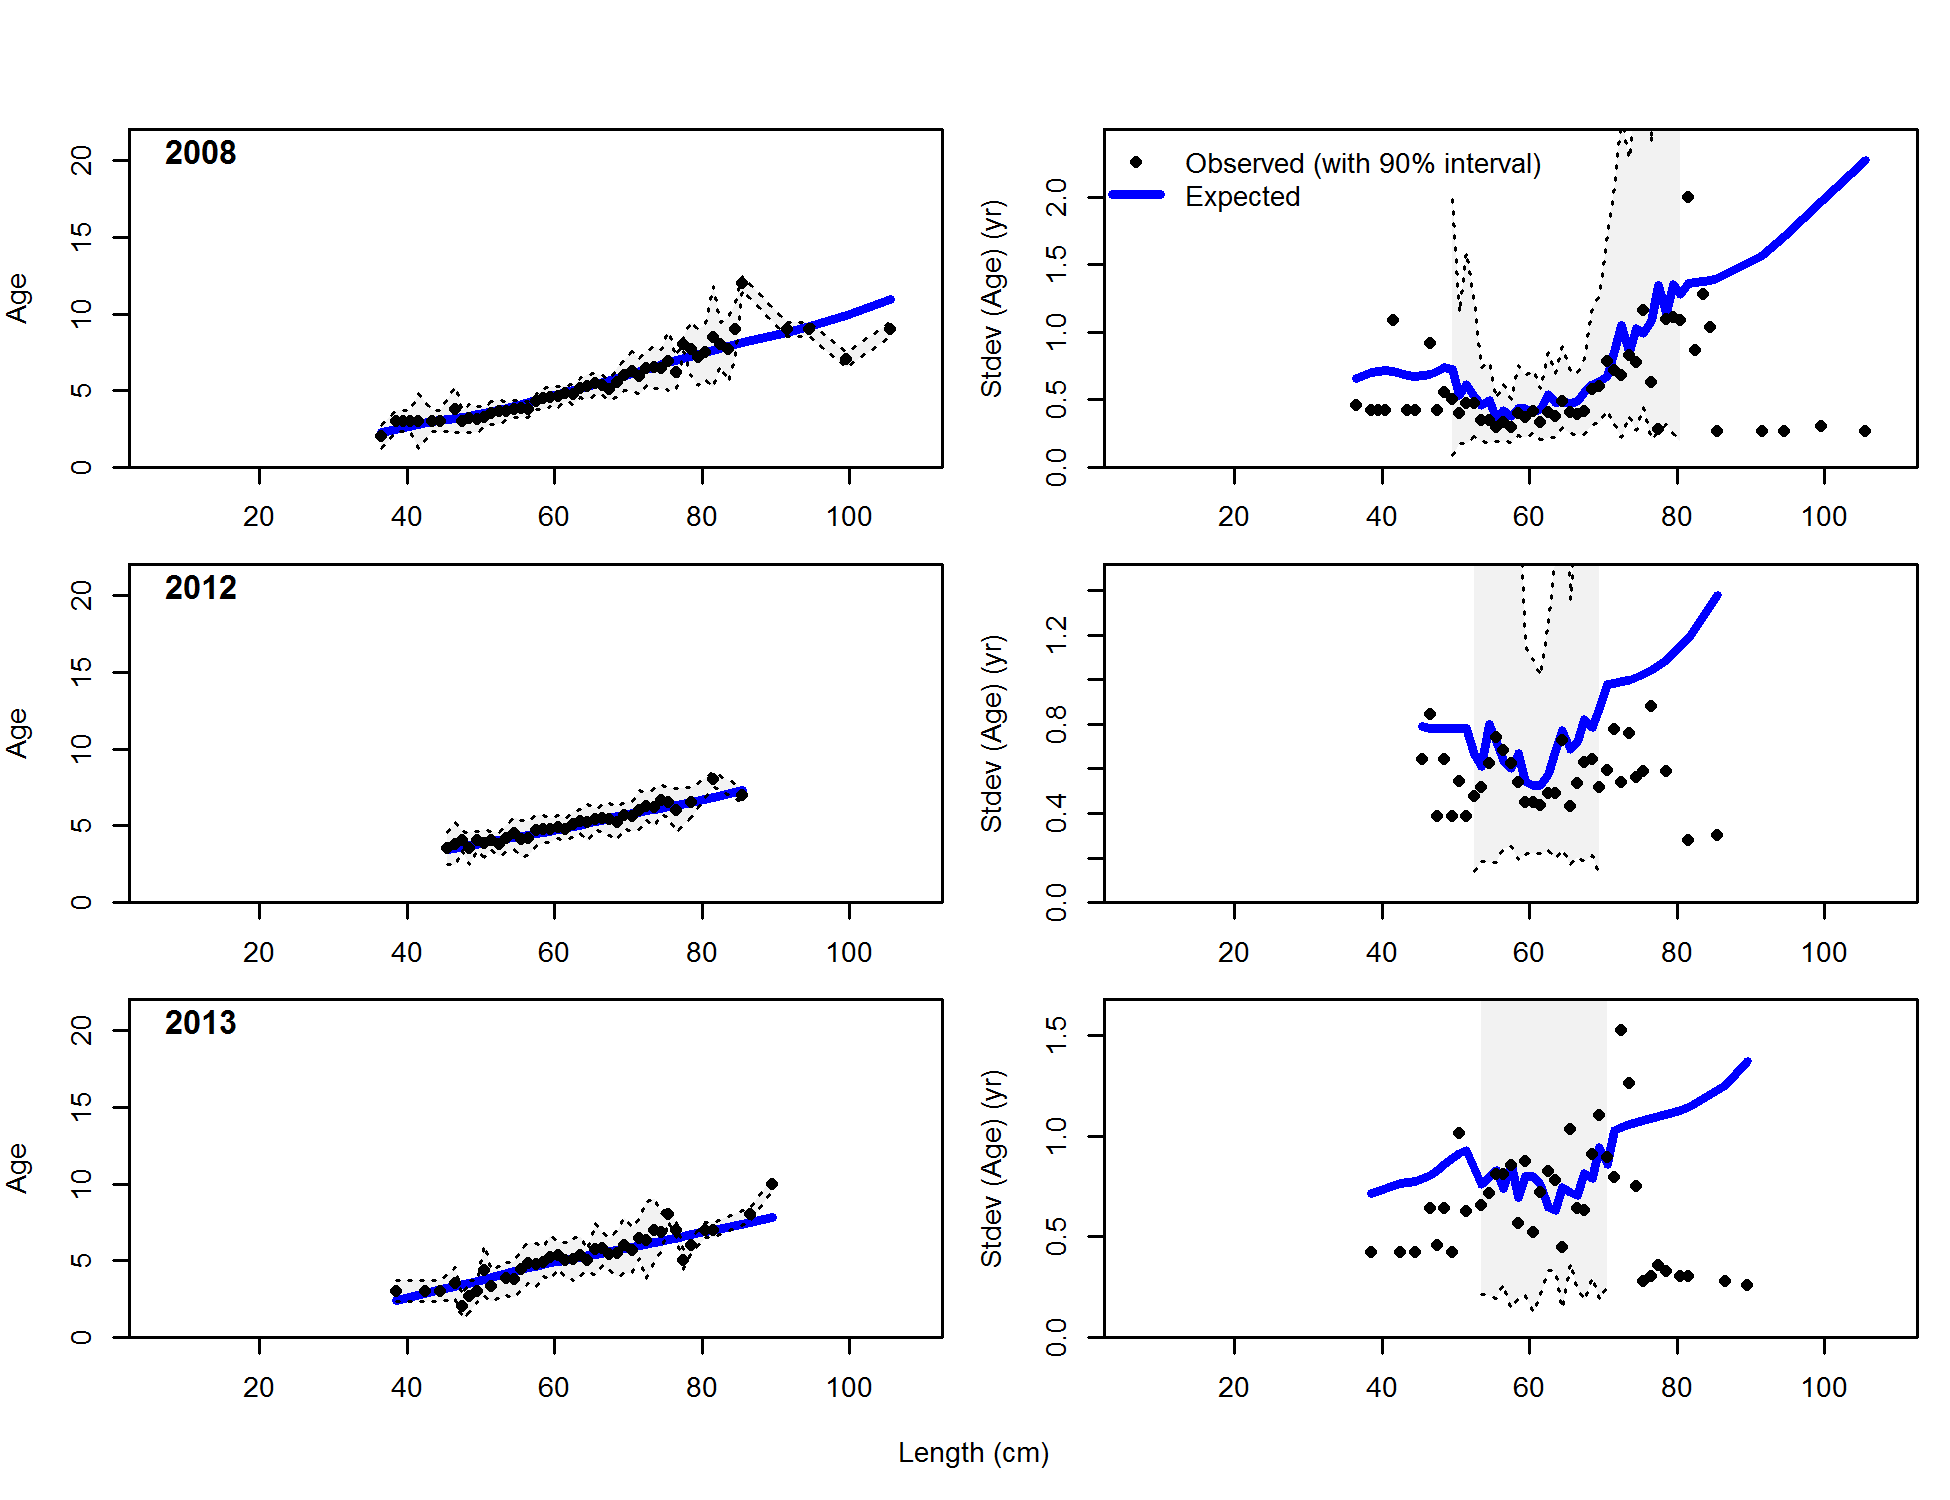 2008
Age
0 5 10 15 20
20 40 60 80 100
Observed (with 90% interval)
Expected
Stdev (Age) (yr)
0.0 0.5 1.0 1.5 2.0
20 40 60 80 100
2012
Age
0 5 10 15 20
20 40 60 80 100
Stdev (Age) (yr)
0.0 0.4 0.8 1.2
20 40 60 80 100
2013
Age
0 5 10 15 20
20 40 60 80 100
Stdev (Age) (yr)
0.0 0.5 1.0 1.5
20 40 60 80 100
Length (cm)